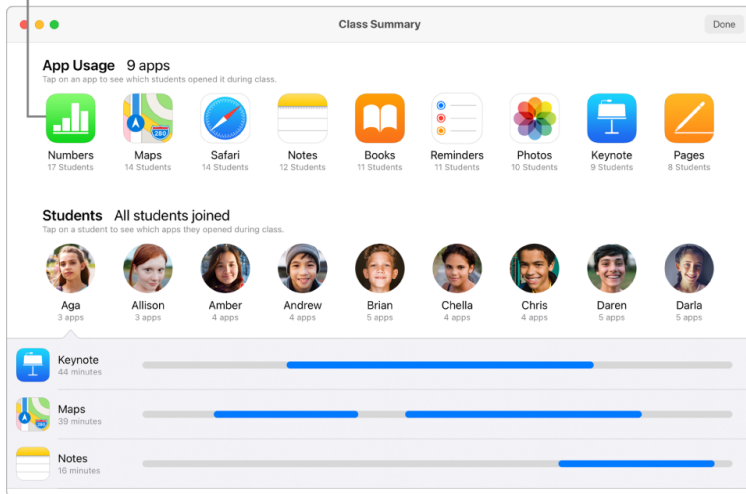 Class Summary
Done
App Usage 9 apps
Tap on an app to see which students opened it during class.
280
280
Numbers Maps Safari Notes Books Reminders Photos Keynote Pages
17 Students 14 Students 14 Students 12 Students 11 Students 11 Students 10 Students 9 Students 8 Students
Students All students joined
Tap on a student to see which apps they opened during class.
Aga Allison Amber Andrew Brian Chella Chris Daren Darla
3 apps 3 apps 4 apps 4 apps 5 apps 4 apps 4 apps 5 apps 5 apps
Keynote
44 minutes
Maps
39 minutes
Notes
16 minutes